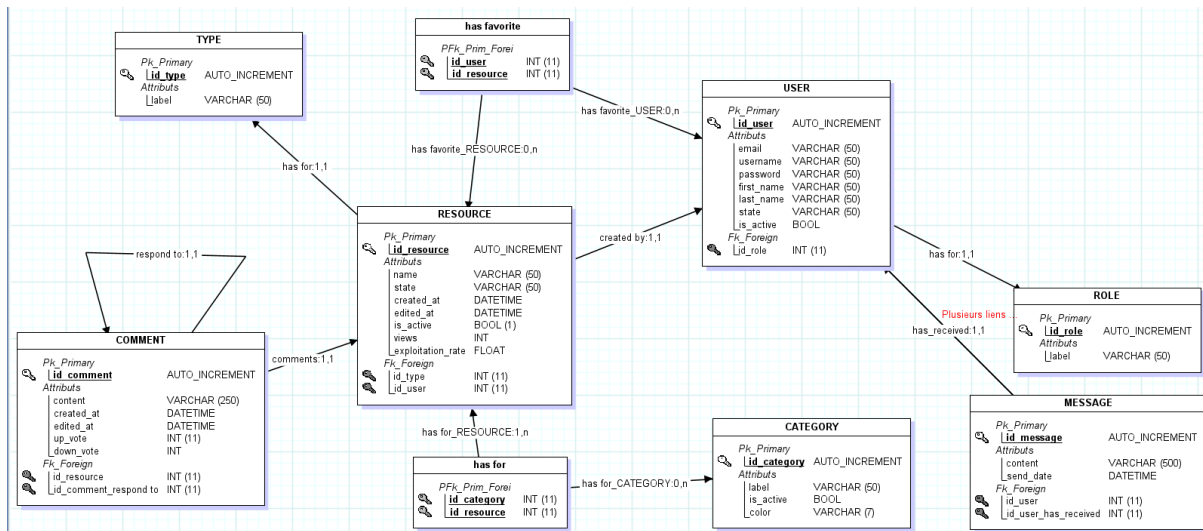 TYPE
Pk_Primary
id_type AUTO_INCREMENT
Attributs
label VARCHAR (50)
has favorite
PFk_Prim_Forei
id_user INT (11)
id_resource INT (11)
has favorite_USER:0,n
has favorite_RESOURCE:0,n
has for:1,1
USER
Pk_Primary
id_user AUTO_INCREMENT
Attributs
email VARCHAR (50)
username VARCHAR (50)
password VARCHAR (50)
first_name VARCHAR (50)
last_name VARCHAR (50)
state VARCHAR (50)
is_active BOOL
Fk_Foreign
id_role INT (11)
RESOURCE
Pk_Primary
id_resource AUTO_INCREMENT
Attributs
name VARCHAR (50)
state VARCHAR (50)
created_at DATETIME
edited_at DATETIME
is_active BOOL (1)
views INT
exploitation_rate FLOAT
Fk_Foreign
id_type INT (11)
id_user INT (11)
created by:1,1
has for:1,1
respond to:1,1
ROLE
Pk_Primary
id_role AUTO_INCREMENT
Attributs
label VARCHAR (50)
Plusieurs liens ...
has_received:1,1
COMMENT
Pk_Primary
id_comment AUTO_INCREMENT
Attributs
content VARCHAR (250)
created_at DATETIME
edited_at DATETIME
up_vote INT (11)
down_vote INT
Fk_Foreign
id_resource INT (11)
id_comment_respond to INT (11)
comments:1,1
has for_RESOURCE:1,n
has for
PFk_Prim_Forei
id_category INT (11)
id_resource INT (11)
has for_CATEGORY:0,n
CATEGORY
Pk_Primary
id_category AUTO_INCREMENT
Attributs
label VARCHAR (50)
is_active BOOL
color VARCHAR (7)
MESSAGE
Pk_Primary
id_message AUTO_INCREMENT
Attributs
content VARCHAR (500)
send_date DATETIME
Fk_Foreign
id_user INT (11)
id_user_has_received INT (11)